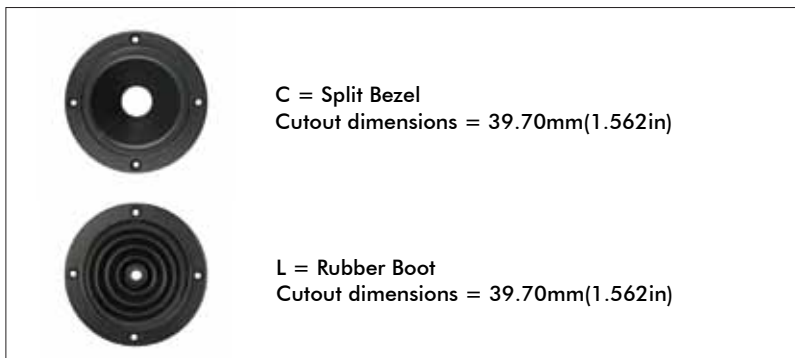 C = Split Bezel
Cutout dimensions = 39.70mm(1.562in)
L = Rubber Boot
Cutout dimensions = 39.70mm(1.562in)